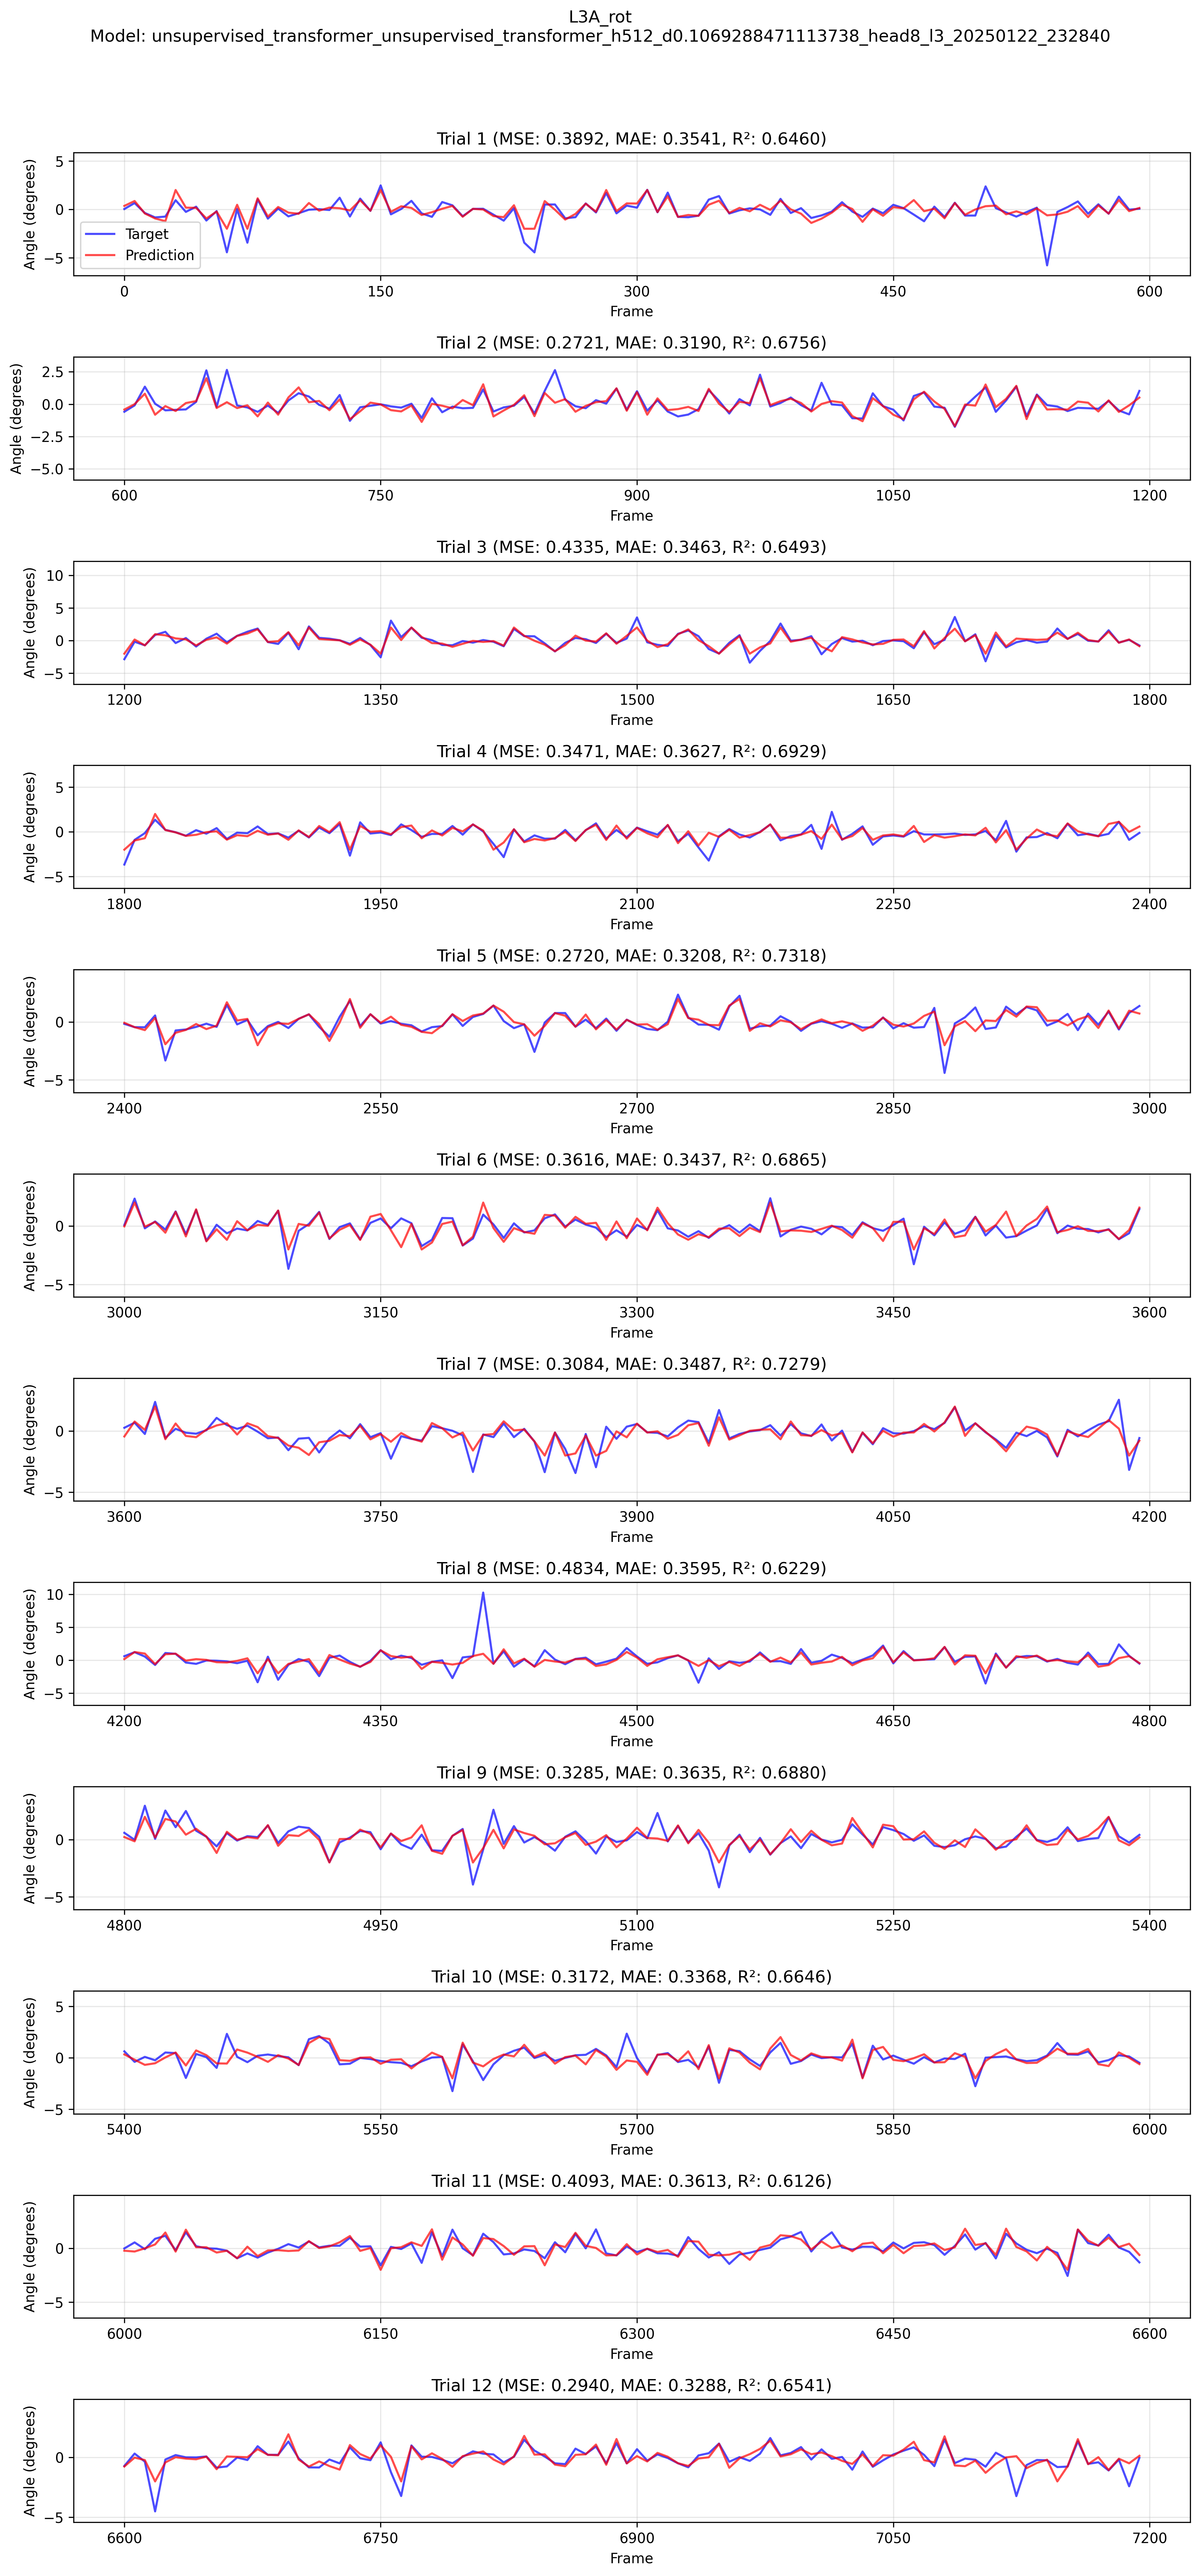 L3A_rot
Model: unsupervised_transformer_unsupervised_transformer_h512_d0.1069288471113738_head8_l3_20250122_232840
Trial 1 (MSE: 0.3892, MAE: 0.3541, R²: 0.6460)
Angle (degrees)
5
0
−5
Target
Prediction
0 150 300 450 600
Frame
Trial 2 (MSE: 0.2721, MAE: 0.3190, R²: 0.6756)
Angle (degrees)
2.5
0.0
−2.5
−5.0
600 750 900 1050 1200
Frame
Trial 3 (MSE: 0.4335, MAE: 0.3463, R²: 0.6493)
Angle (degrees)
10
5
0
−5
1200 1350 1500 1650 1800
Frame
Trial 4 (MSE: 0.3471, MAE: 0.3627, R²: 0.6929)
Angle (degrees)
5
0
−5
1800 1950 2100 2250 2400
Frame
Trial 5 (MSE: 0.2720, MAE: 0.3208, R²: 0.7318)
Angle (degrees)
0
−5
2400 2550 2700 2850 3000
Frame
Trial 6 (MSE: 0.3616, MAE: 0.3437, R²: 0.6865)
Angle (degrees)
0
−5
3000 3150 3300 3450 3600
Frame
Trial 7 (MSE: 0.3084, MAE: 0.3487, R²: 0.7279)
Angle (degrees)
0
−5
3600 3750 3900 4050 4200
Frame
Trial 8 (MSE: 0.4834, MAE: 0.3595, R²: 0.6229)
Angle (degrees)
10
5
0
−5
4200 4350 4500 4650 4800
Frame
Trial 9 (MSE: 0.3285, MAE: 0.3635, R²: 0.6880)
Angle (degrees)
0
−5
4800 4950 5100 5250 5400
Frame
Trial 10 (MSE: 0.3172, MAE: 0.3368, R²: 0.6646)
Angle (degrees)
5
0
−5
5400 5550 5700 5850 6000
Frame
Trial 11 (MSE: 0.4093, MAE: 0.3613, R²: 0.6126)
Angle (degrees)
0
−5
6000 6150 6300 6450 6600
Frame
Trial 12 (MSE: 0.2940, MAE: 0.3288, R²: 0.6541)
Angle (degrees)
0
−5
6600 6750 6900 7050 7200
Frame